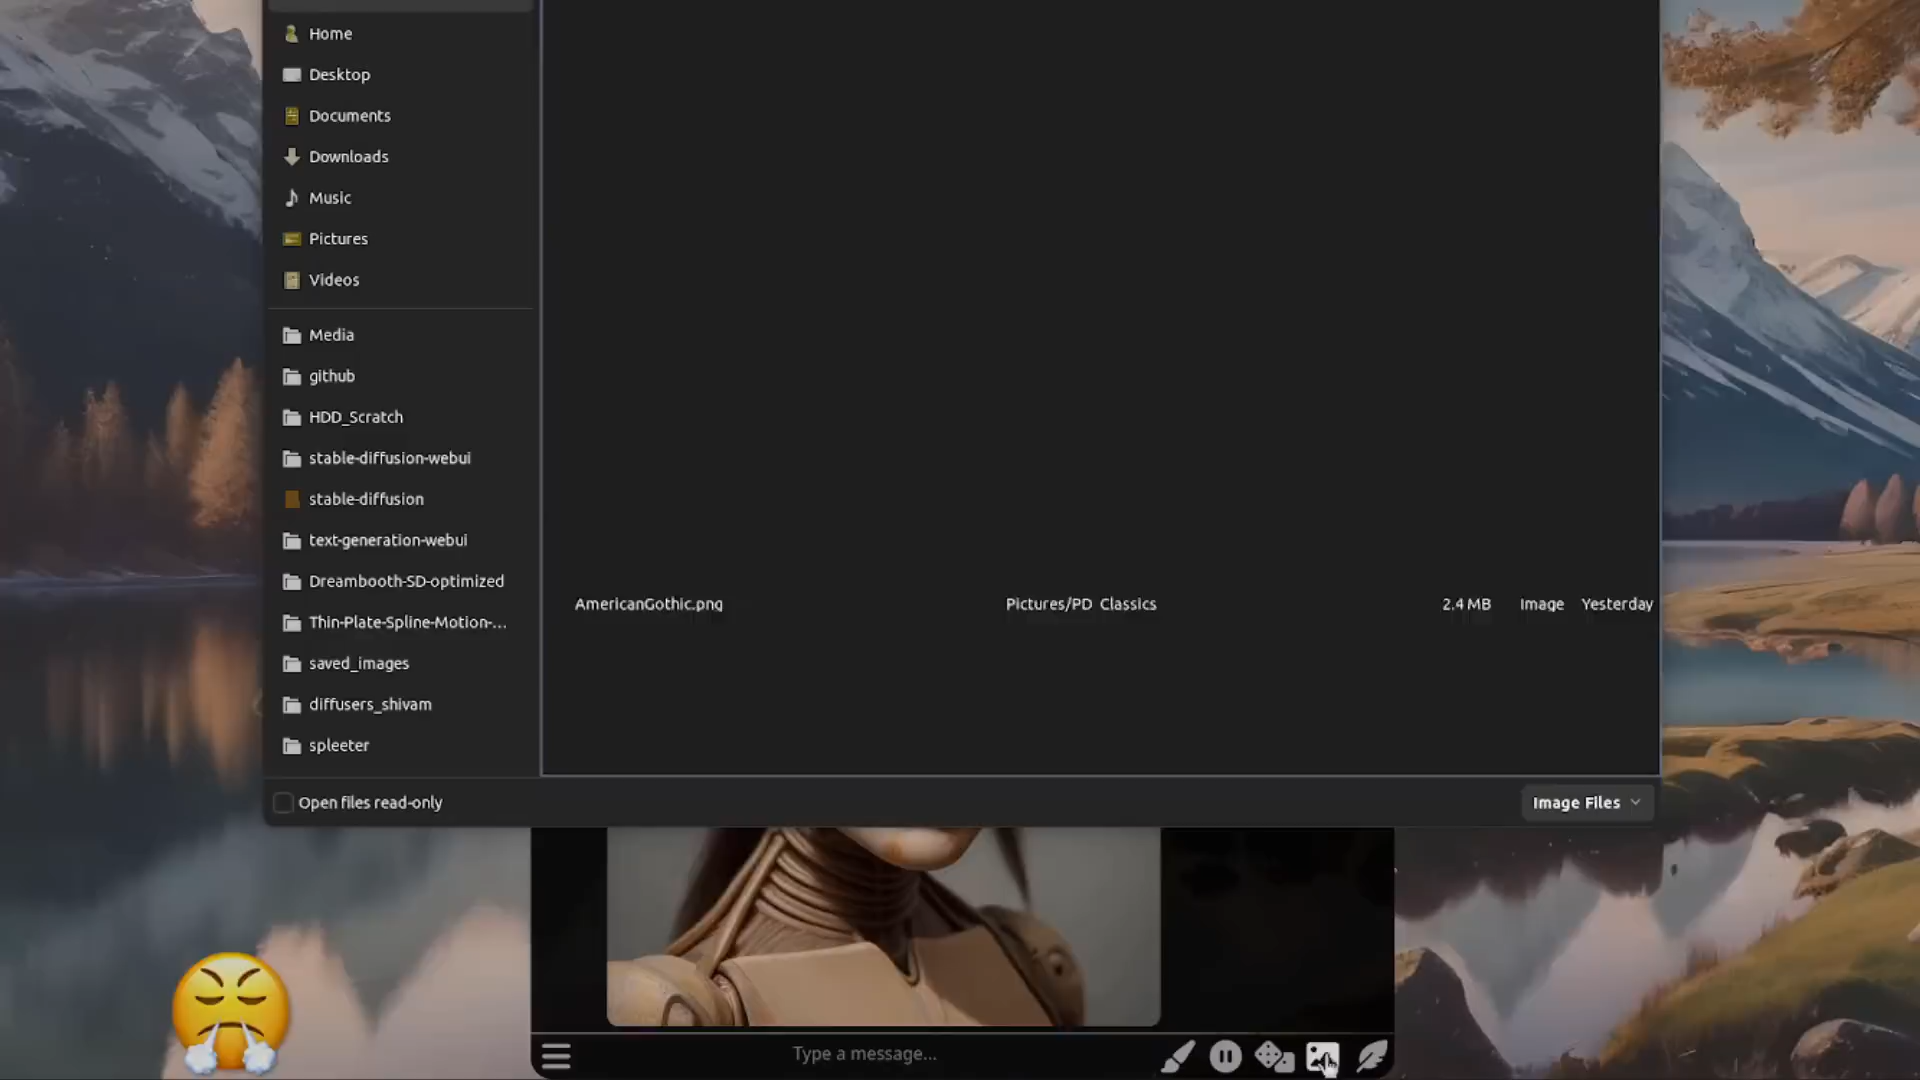 Home
Desktop
Documents
Downloads
Music
Pictures
Videos
Media
github
HDD_Scratch
stable-diffusion-webui
stable-diffusion
text-generation-webui
Dreambooth-SD-optimized
AmericanGothic.png Pictures/PD Classics 2.4 MB Image Yesterday
Thin-Plate-Spline-Motion-...
saved_images
diffusers_shivam
spleeter
Open files read-only
Image Files
Type a message...